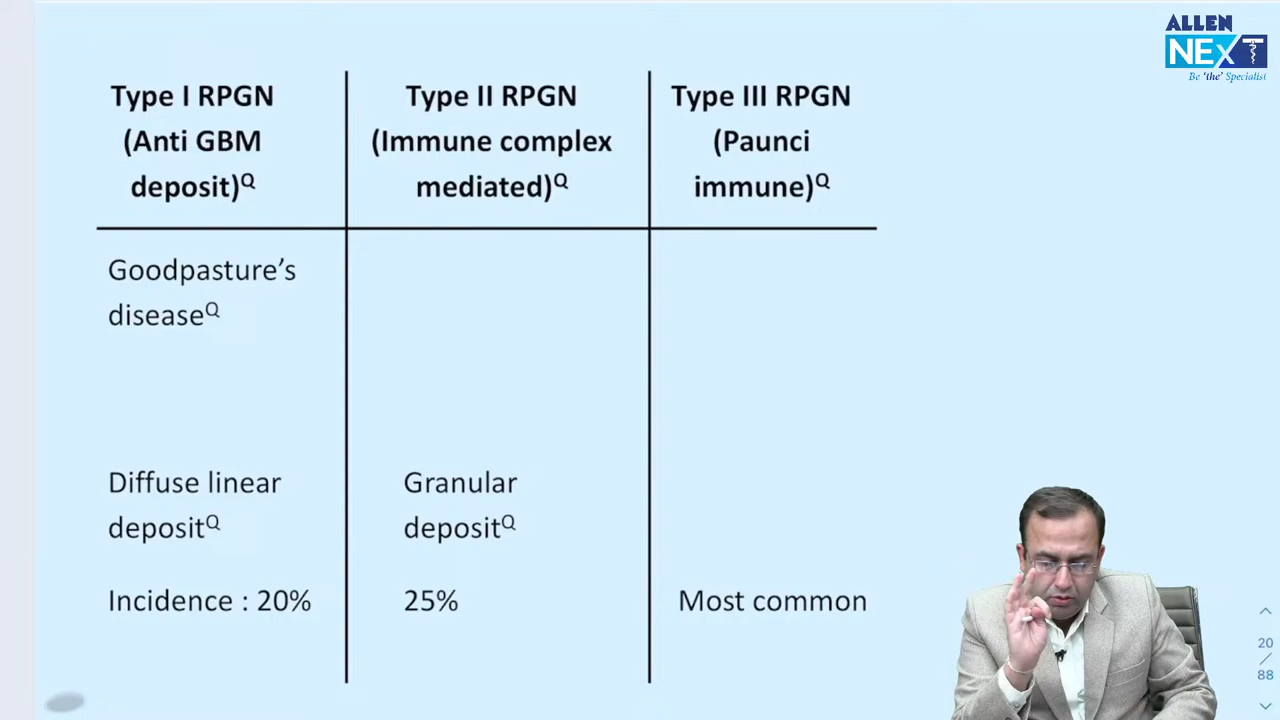 ALLEN
NEXT
Be 'the' Specialist
Type I RPGN
(Anti GBM
deposit)Q
Type II RPGN
(Immune complex
mediated)Q
Type III RPGN
(Paunci
immune)Q
Goodpasture's
diseaseQ
Diffuse linear
depositQ
Granular
depositQ
Incidence : 20%
25%
Most common
20
/
88